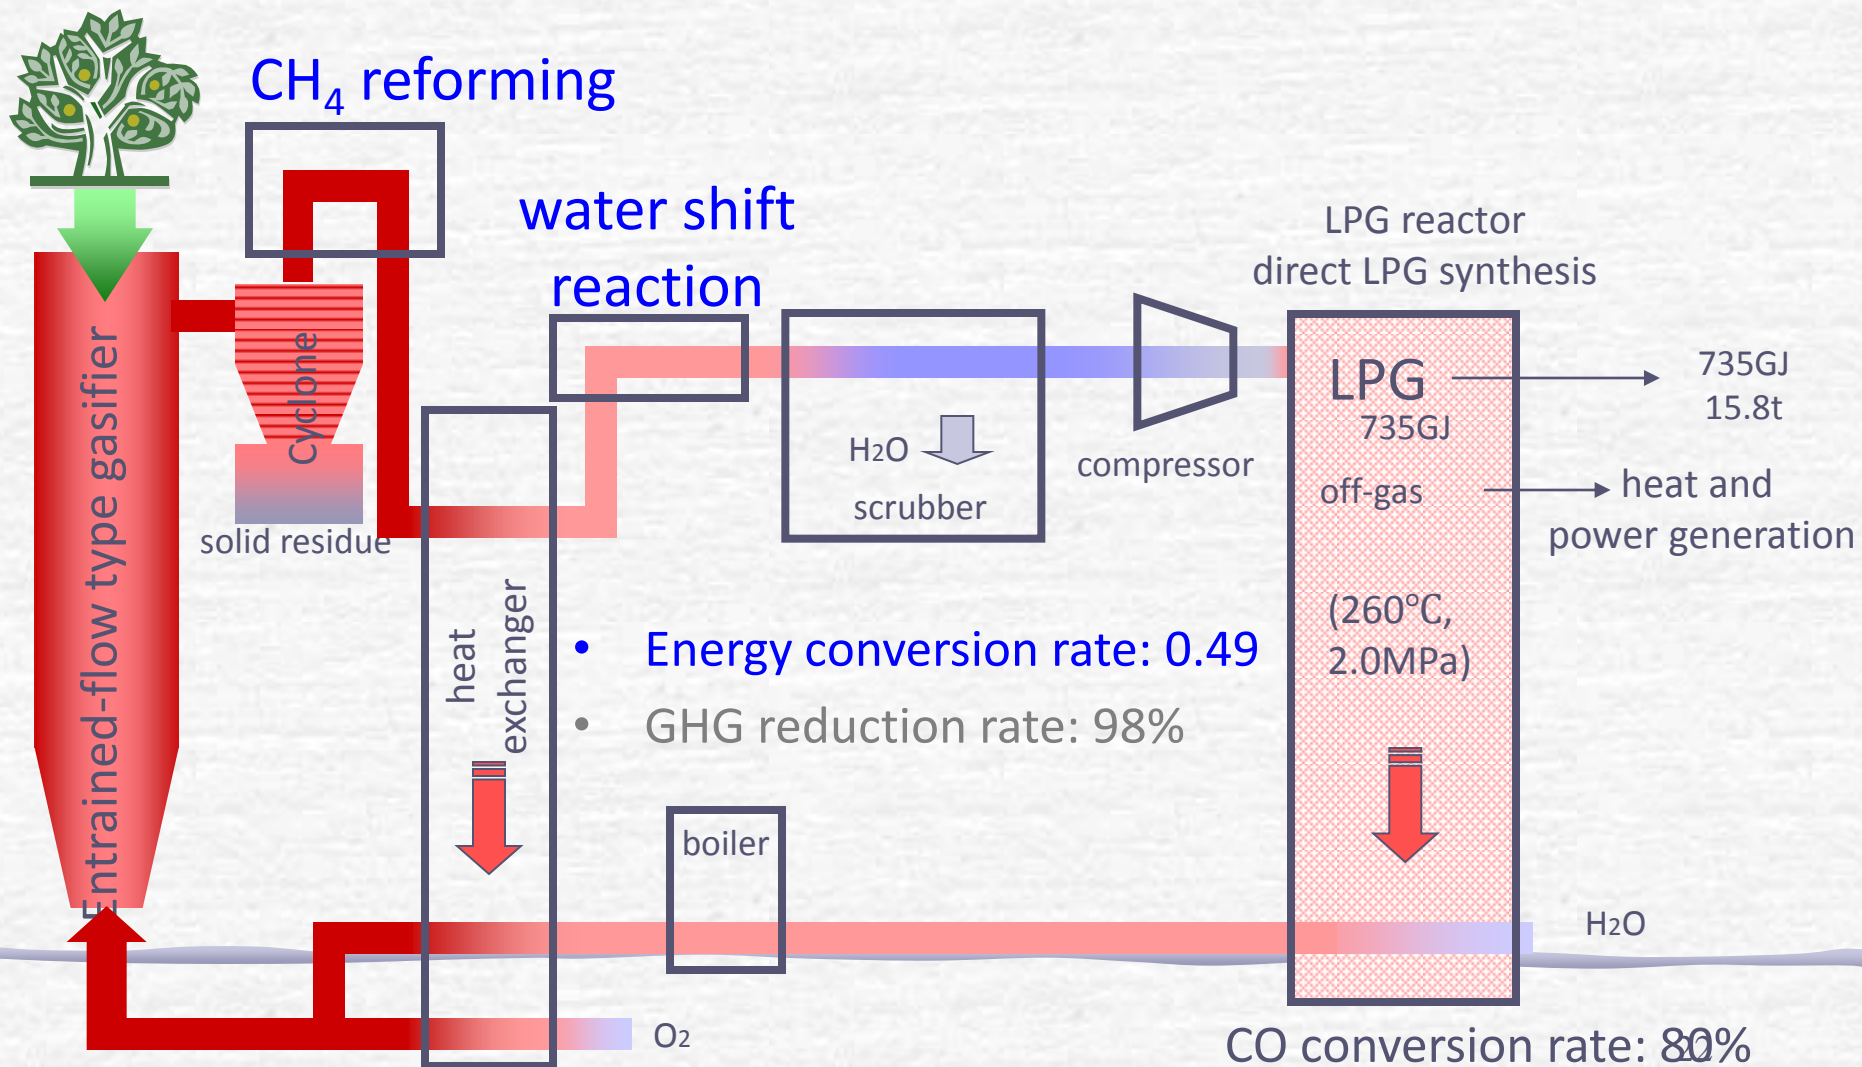 CH4 reforming
water shift
reaction
LPG reactor
direct LPG synthesis
Entrained-flow type gasifier
Cyclone
solid residue
heat
exchanger
H2O
scrubber
compressor
LPG
735GJ
off-gas
(260℃,
2.0MPa)
735GJ
15.8t
heat and
power generation
• Energy conversion rate: 0.49
• GHG reduction rate: 98%
boiler
H2O
O2
CO conversion rate: 80%
22